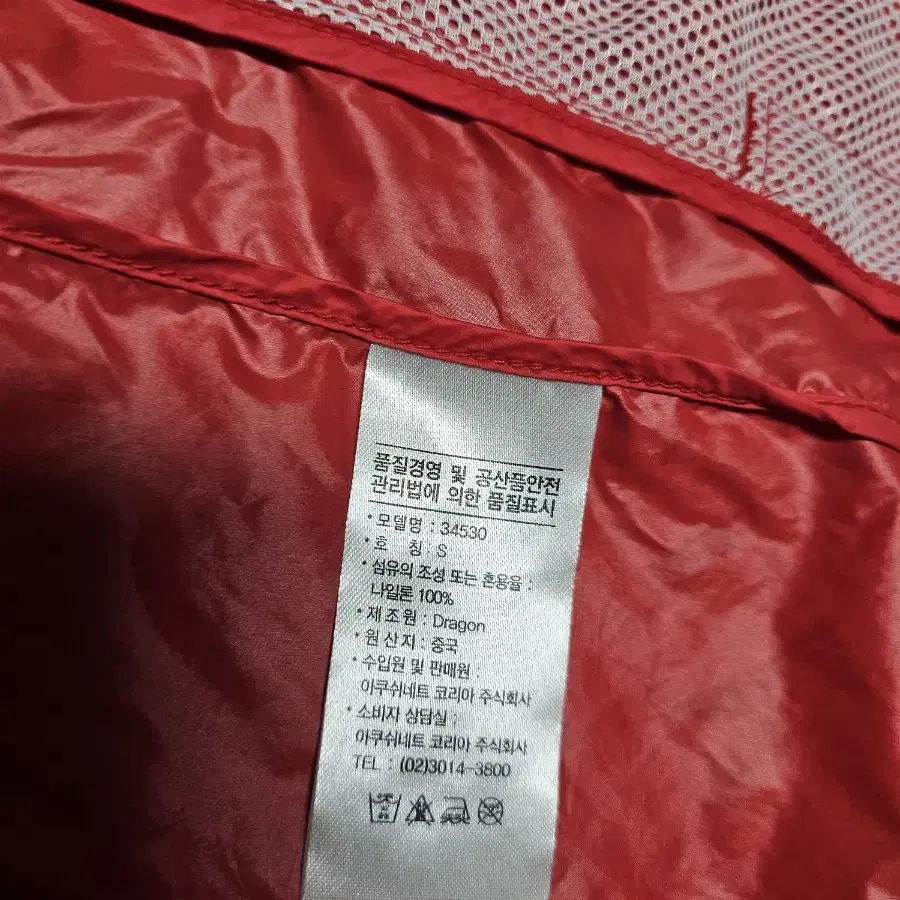 품질경영 및 공산품안전
관리법에 의한 품질표시
• 모델명 : 34530
• 호 칭 : S
• 섬유의 조성 또는 혼용율 :
나일론 100%
• 제 조 원 : Dragon
• 원 산 지 : 중국
• 수입원 및 판매원 :
아쿠쉬네트 코리아 주식회사
• 소비자 상담실 :
아쿠쉬네트 코리아 주식회사
TEL : (02)3014-3800